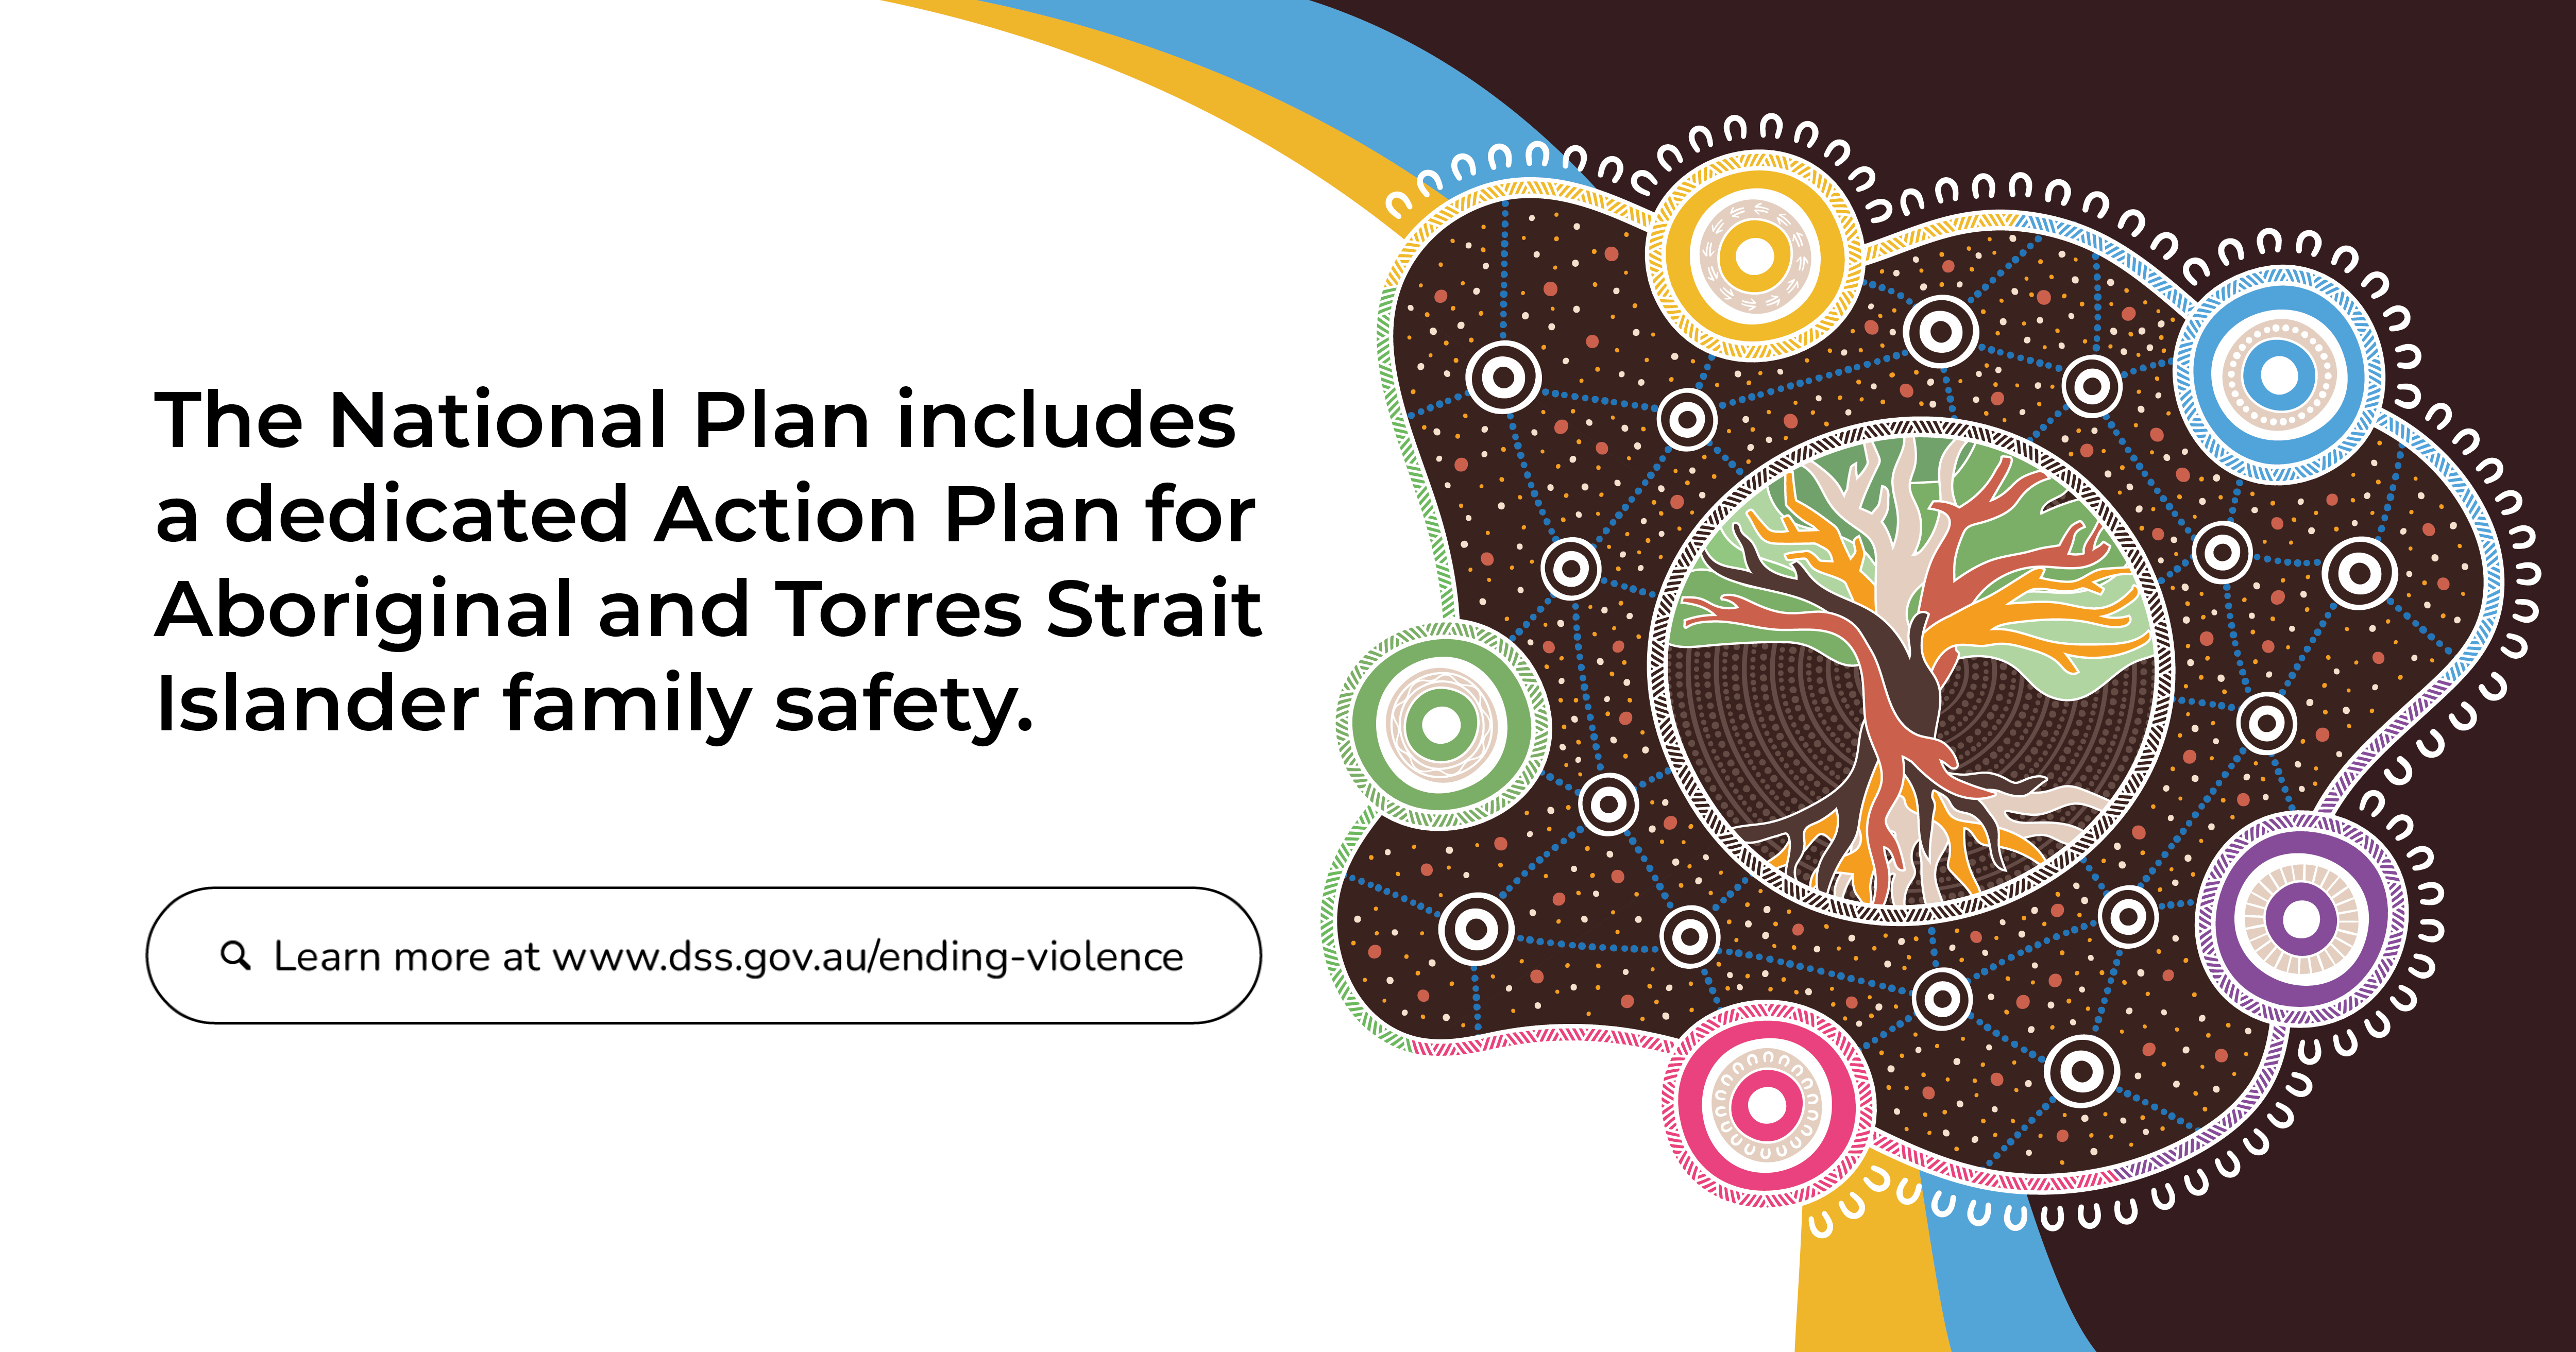 The National Plan includes
a dedicated Action Plan for
Aboriginal and Torres Strait
Islander family safety.
Learn more at www.dss.gov.au/ending-violence